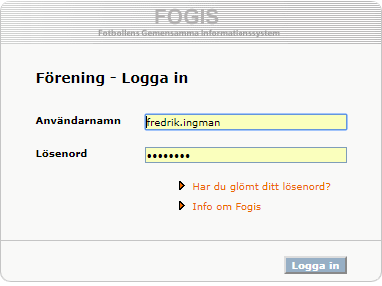 FOGIS
Fotbollens Gemensamma Informationssystem
Förening - Logga in
Användarnamn
fredrik.ingman
Lösenord
••••••••
Har du glömt ditt lösenord?
Info om Fogis
Logga in